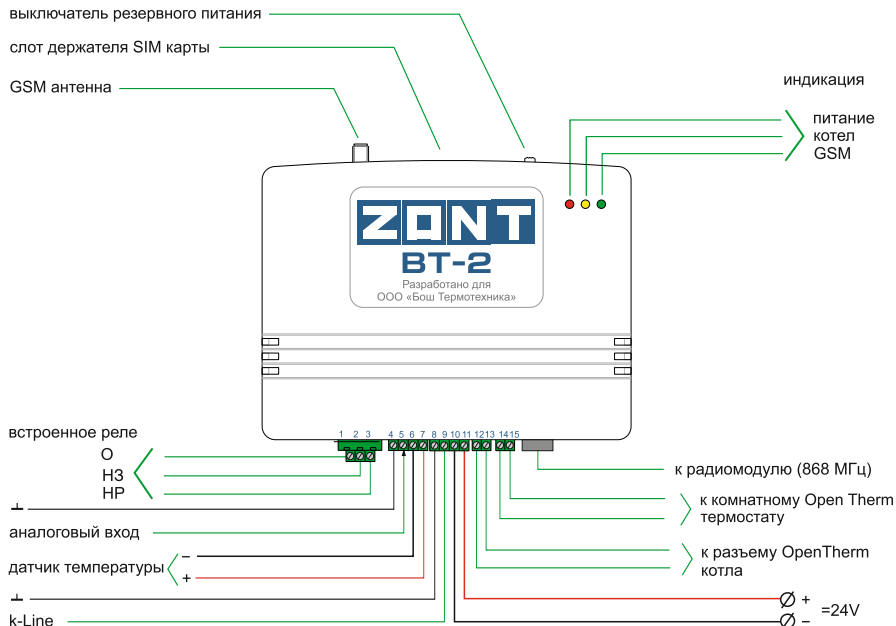 выключатель резервного питания
слот держателя SIM карты
GSM антенна
индикация
питание
котел
GSM
ZONT
BT-2
Разработано для
ООО «Бош Термотехника»
1 2 3 4 5 6 7 8 9 10 11 12 13 14 15
встроенное реле
О
НЗ
НР
аналоговый вход
датчик температуры
–
+
k-Line
к радиомодулю (868 МГц)
к комнатному Open Therm
термостату
к разъему OpenTherm
котла
+
=24V
–